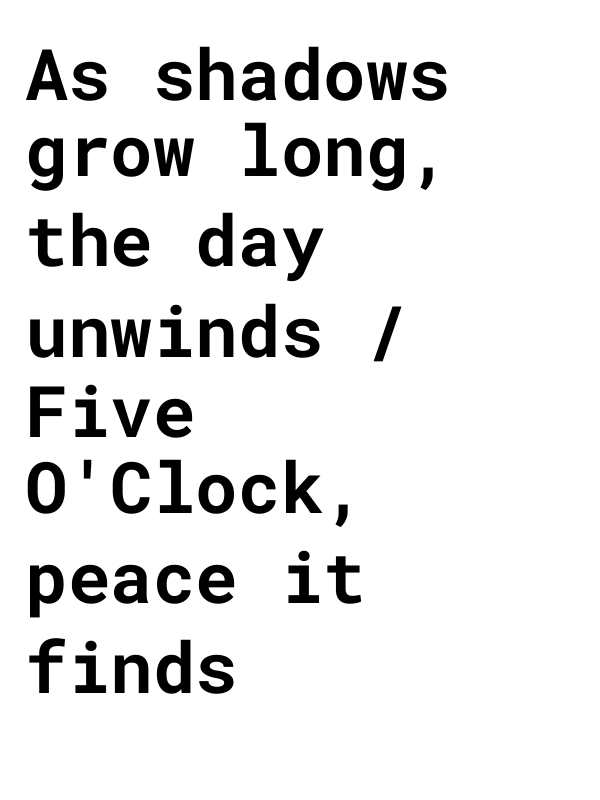 As shadows
grow long,
the day
unwinds /
Five
O'Clock,
peace it
finds